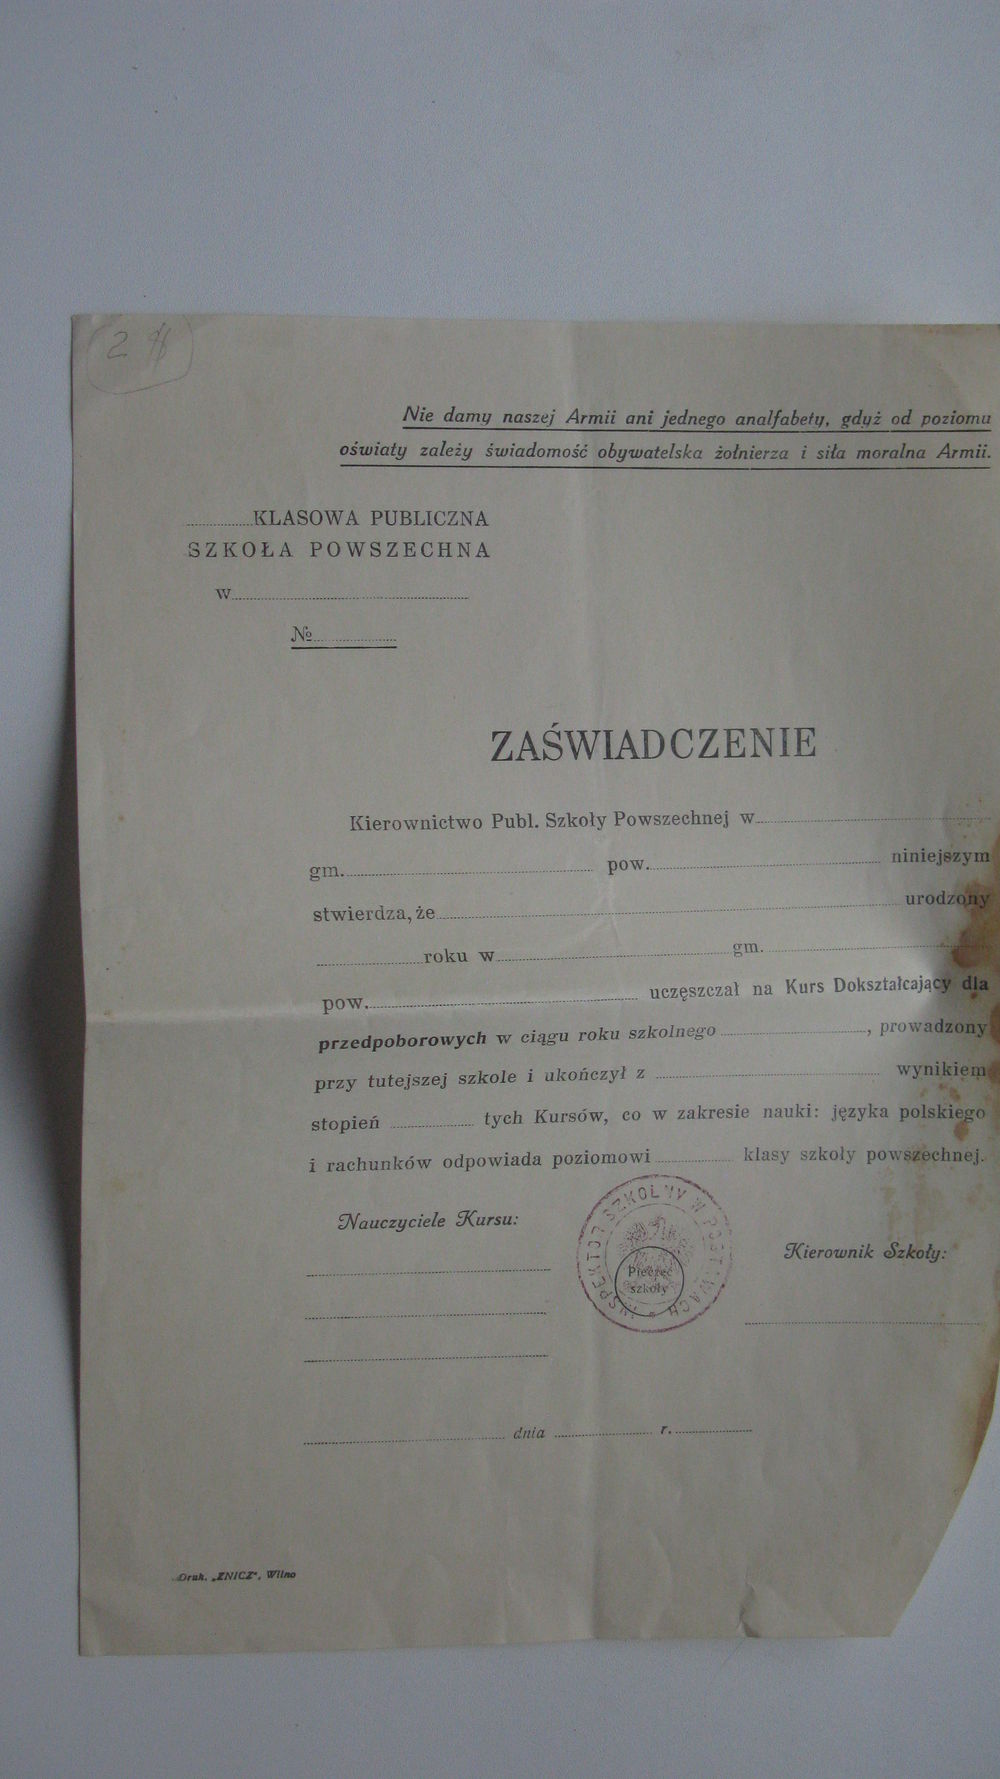 2 $
Nie damy naszej Armii ani jednego analfabety, gdyż od poziomu
oświaty zależy świadomość obywatelska żołnierza i siła moralna Armii.
....................KLASOWA PUBLICZNA
SZKOŁA POWSZECHNA
w....................
№....................
ZAŚWIADCZENIE
Kierownictwo Publ. Szkoły Powszechnej w....................
gm.................... pow.................... niniejszym
stwierdza, że.................... urodzony
....................roku w....................gm.....................
pow..................... uczęszczał na Kurs Dokształcający dla
przedpoborowych w ciągu roku szkolnego ...................., prowadzony
przy tutejszej szkole i ukończył z .................... wynikiem
stopień .................... tych Kursów, co w zakresie nauki: języka polskiego
i rachunków odpowiada poziomowi.................... klasy szkoły powszechnej.
Nauczyciele Kursu:
INSPEKTOR SZKOLNY W POSTAWACH
Pieczęć
szkoły
Kierownik Szkoły:
.................... dnia .................... r.....................
Druk. „ZNICZ", Wilno